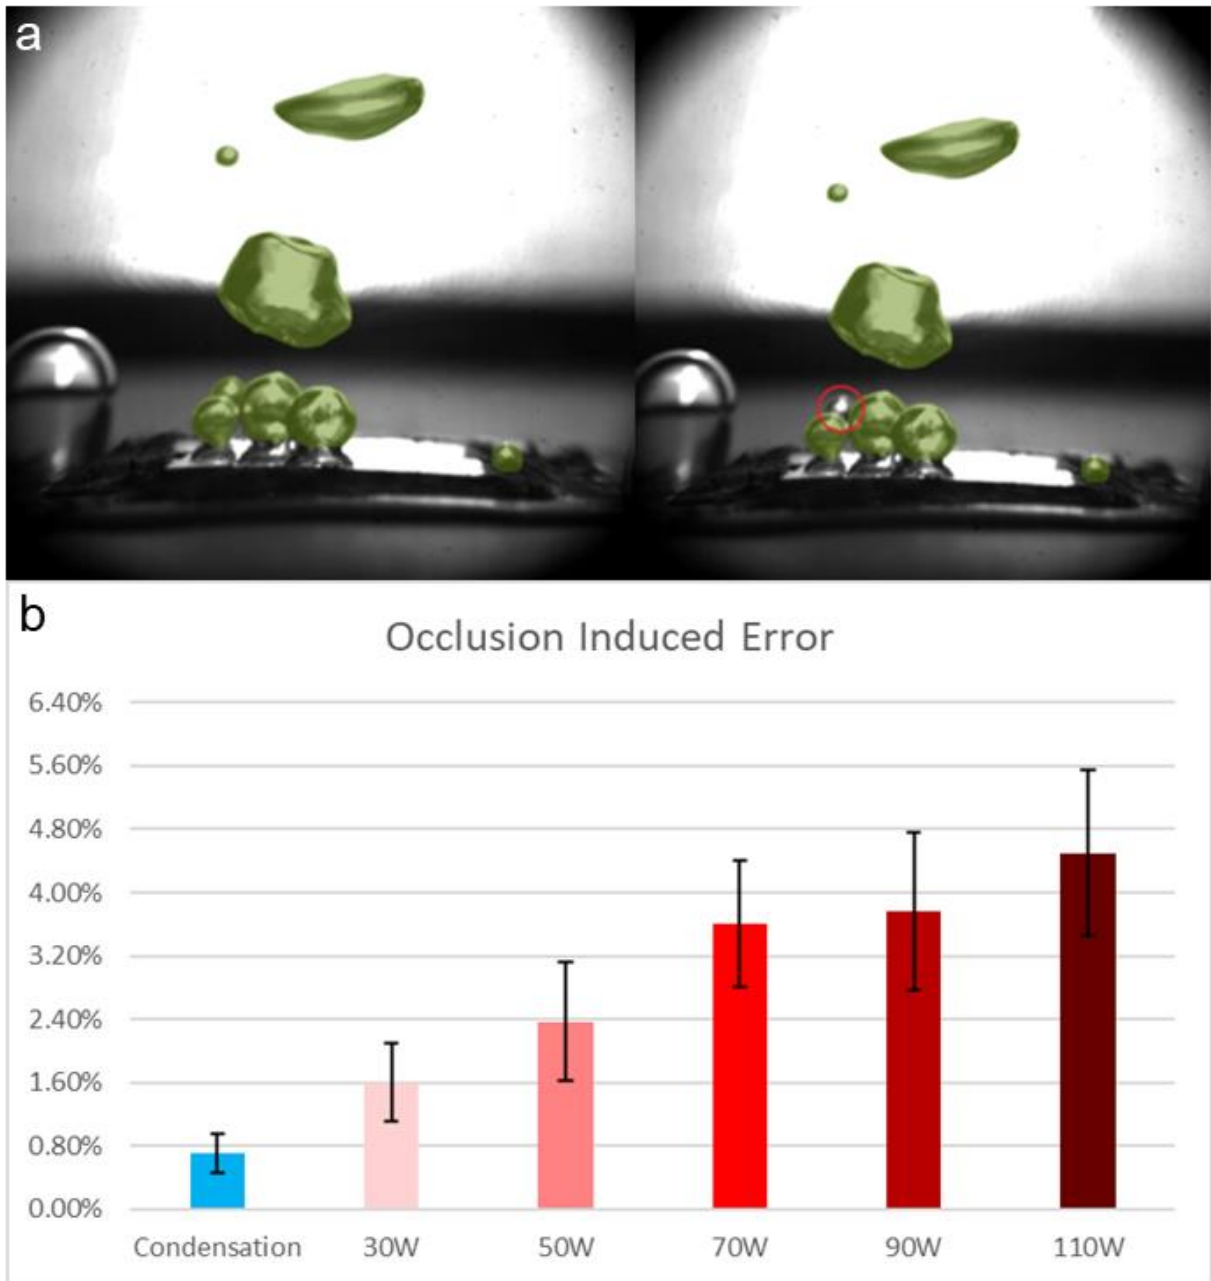 a
b
Occlusion Induced Error
6.40%
5.60%
4.80%
4.00%
3.20%
2.40%
1.60%
0.80%
0.00%
Condensation 30W 50W 70W 90W 110W